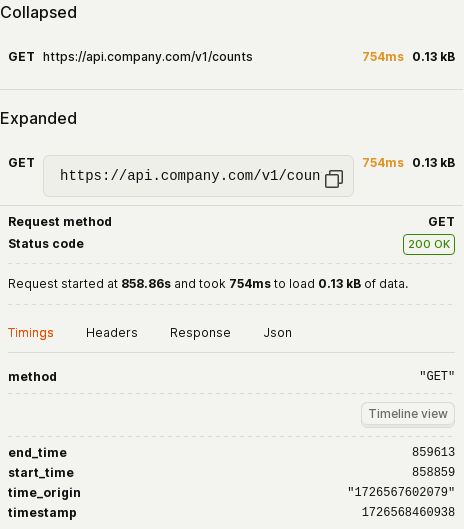 Collapsed
GET https://api.company.com/v1/counts 754ms 0.13 kB
Expanded
GET https://api.company.com/v1/coun 754ms 0.13 kB
Request method GET
Status code 200 OK
Request started at 858.86s and took 754ms to load 0.13 kB of data.
Timings Headers Response Json
method "GET"
Timeline view
end_time 859613
start_time 858859
time_origin "1726567602079"
timestamp 1726568460938